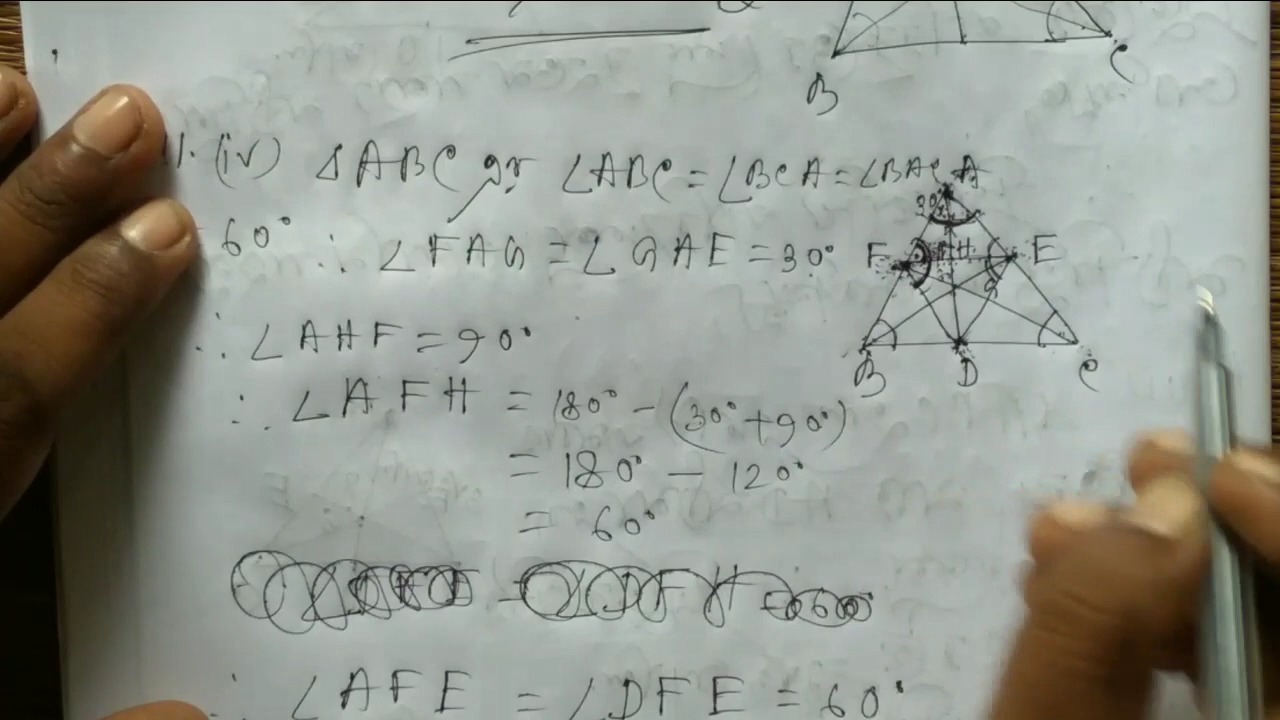 B
C
1. (iv) ΔABC এর ∠ABC = ∠BCA = ∠BAC
= 60° ∴ ∠FAG = ∠GAE = 30°
∴ ∠AHF = 90°
∴ ∠AFH = 180° - (30° + 90°)
= 180° - 120°
= 60°
∴ ∠AFE = ∠DFE = 60°
A
F
H
E
G
B
D
C